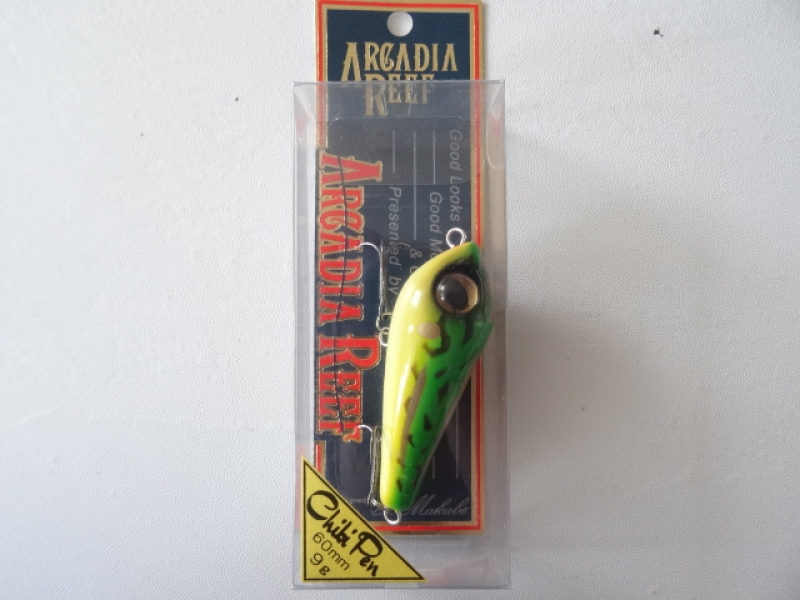 ARCADIA
REEF
ARCADIA REEF
Good Looks
Good
&
Presented by
Makabe
Chibi Pen
60mm
9g